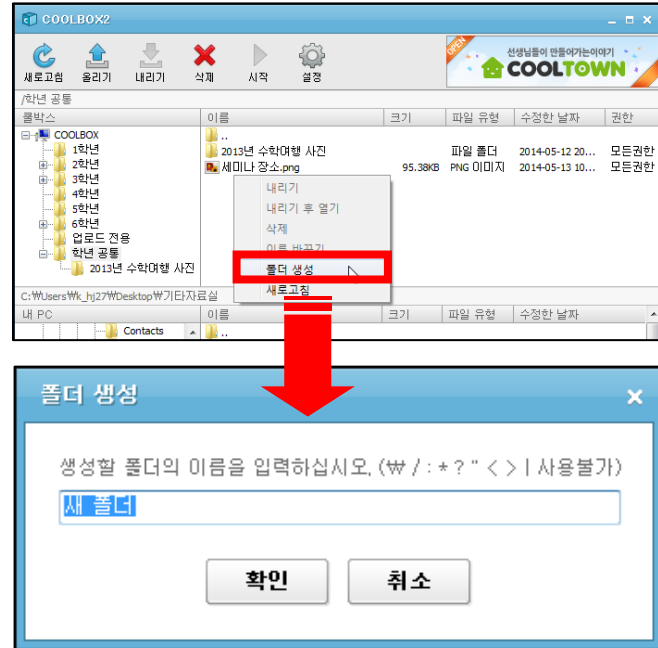 COOLBOX2
새로고침 올리기 내리기 삭제 시작 설정
OPEN 선생님들이 만들어가는이야기
COOLTOWN
/학년 공통
쿨박스 이름 크기 파일 유형 수정한 날짜 권한
COOLBOX ..
1학년 2013년 수학여행 사진 파일 폴더 2014-05-12 20... 모든권한
2학년 세미나 장소.png 95.38KB PNG 이미지 2014-05-13 10... 모든권한
3학년
4학년
5학년
6학년
업로드 전용
학년 공통
2013년 수학여행 사진
내리기
내리기 후 열기
삭제
이름 바꾸기
폴더 생성
새로고침
C:₩Users₩k_hj27₩Desktop₩기타자료실
내 PC 이름 크기 파일 유형 수정한 날짜
Contacts ..
폴더 생성
생성할 폴더의 이름을 입력하십시오, (₩ / : * ? " < > | 사용불가)
새 폴더
확인 취소